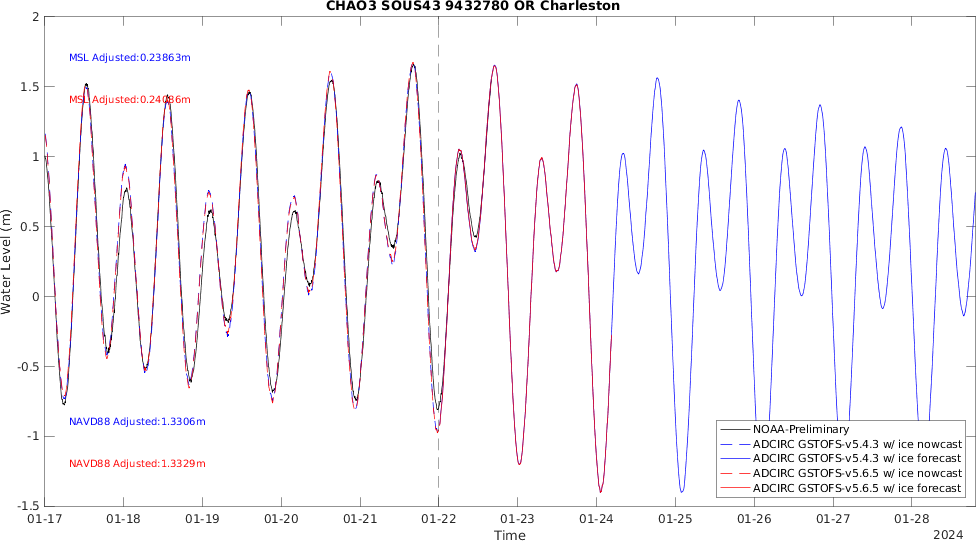 CHAO3 SOUS43 9432780 OR Charleston
2
1.5
1
0.5
0
-0.5
-1
-1.5
Water Level (m)
MSL Adjusted:0.23863m
MSL Adjusted:0.24036m
NAVD88 Adjusted:1.3306m
NAVD88 Adjusted:1.3329m
NOAA-Preliminary
ADCIRC GSTOFS-v5.4.3 w/ ice nowcast
ADCIRC GSTOFS-v5.4.3 w/ ice forecast
ADCIRC GSTOFS-v5.6.5 w/ ice nowcast
ADCIRC GSTOFS-v5.6.5 w/ ice forecast
01-17 01-18 01-19 01-20 01-21 01-22 01-23 01-24 01-25 01-26 01-27 01-28
Time
2024